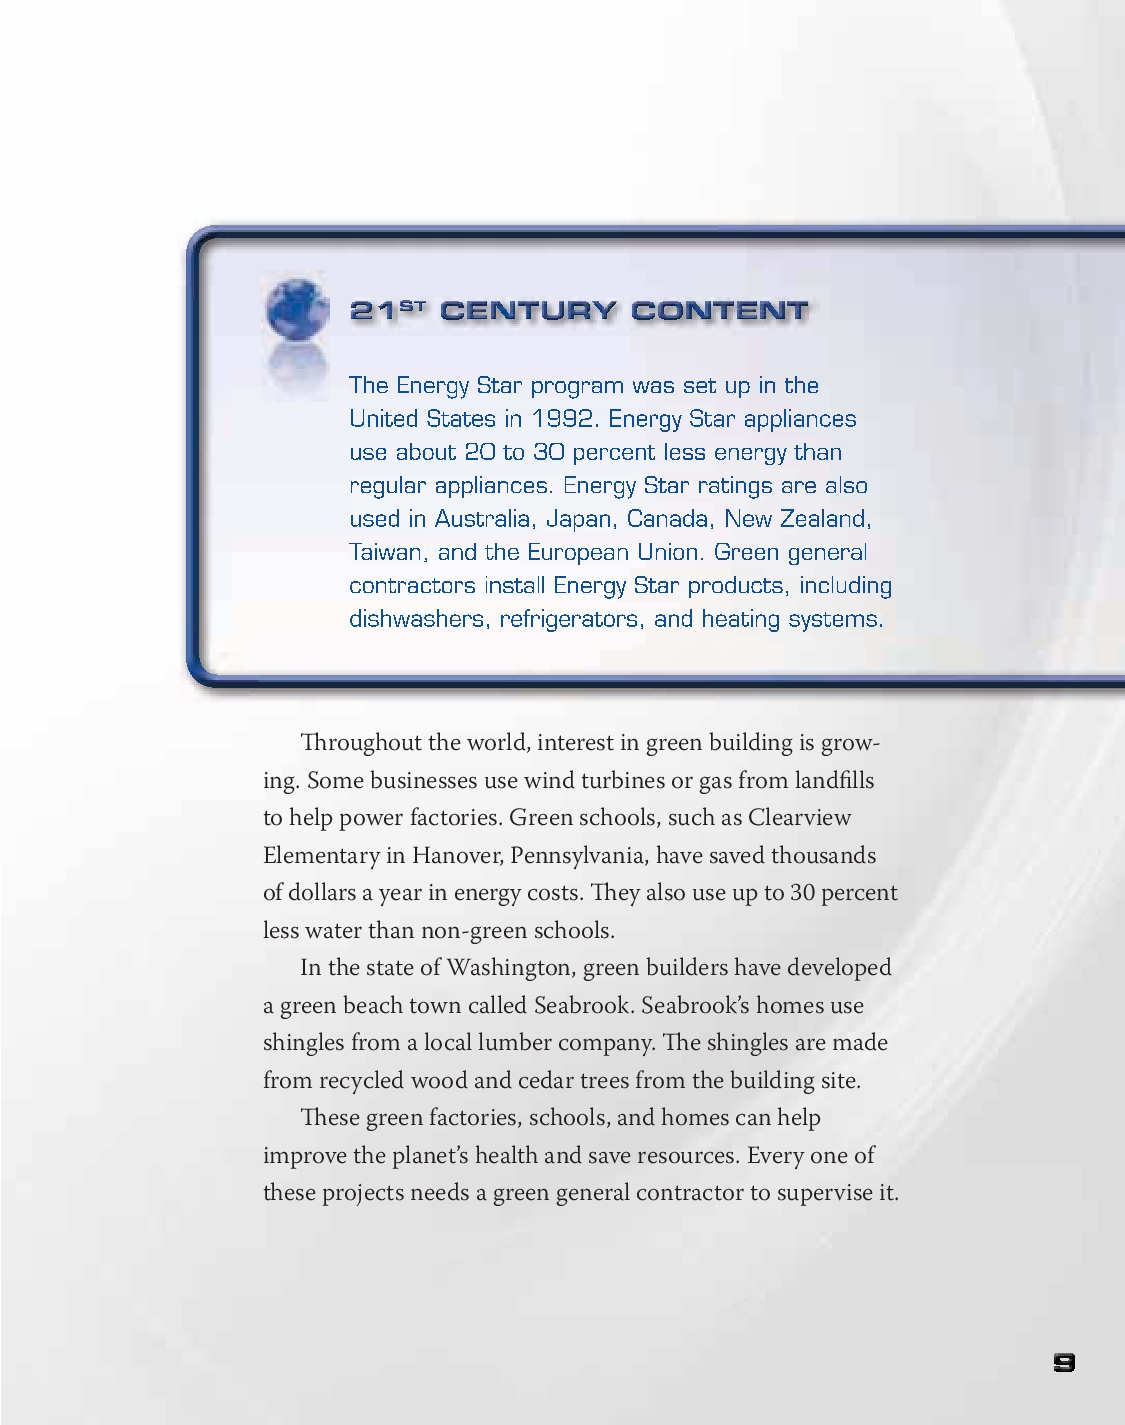 21ST CENTURY CONTENT
The Energy Star program was set up in the
United States in 1992. Energy Star appliances
use about 20 to 30 percent less energy than
regular appliances. Energy Star ratings are also
used in Australia, Japan, Canada, New Zealand,
Taiwan, and the European Union. Green general
contractors install Energy Star products, including
dishwashers, refrigerators, and heating systems.
Throughout the world, interest in green building is grow-
ing. Some businesses use wind turbines or gas from landfills
to help power factories. Green schools, such as Clearview
Elementary in Hanover, Pennsylvania, have saved thousands
of dollars a year in energy costs. They also use up to 30 percent
less water than non-green schools.
In the state of Washington, green builders have developed
a green beach town called Seabrook. Seabrook’s homes use
shingles from a local lumber company. The shingles are made
from recycled wood and cedar trees from the building site.
These green factories, schools, and homes can help
improve the planet’s health and save resources. Every one of
these projects needs a green general contractor to supervise it.
9